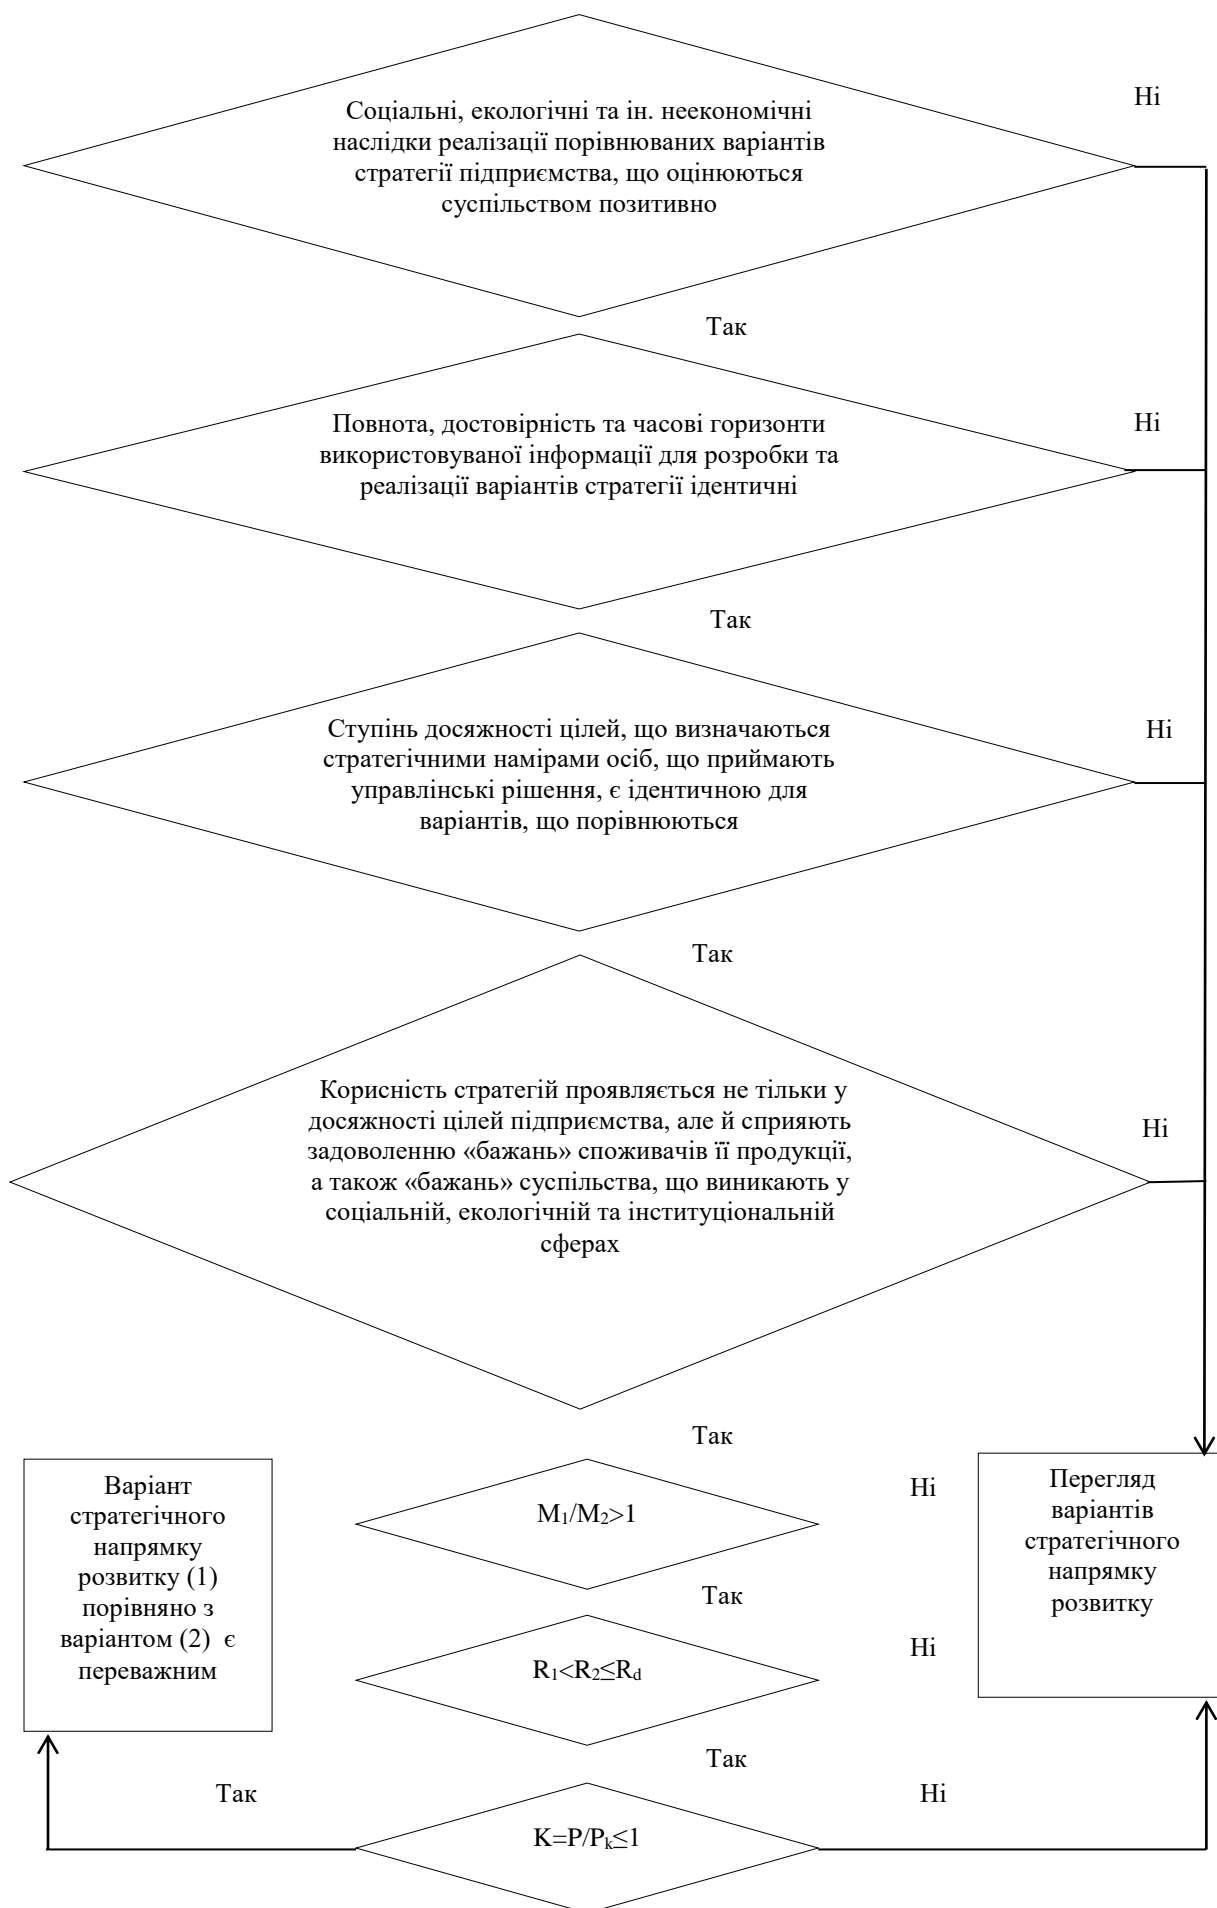 Ні
Соціальні, екологічні та ін. неекономічні
наслідки реалізації порівнюваних варіантів
стратегії підприємства, що оцінюються
суспільством позитивно
Так
Ні
Повнота, достовірність та часові горизонти
використовуваної інформації для розробки та
реалізації варіантів стратегії ідентичні
Так
Ні
Ступінь досяжності цілей, що визначаються
стратегічними намірами осіб, що приймають
управлінські рішення, є ідентичною для
варіантів, що порівнюються
Так
Ні
Корисність стратегій проявляється не тільки у
досяжності цілей підприємства, але й сприяють
задоволенню «бажань» споживачів її продукції,
а також «бажань» суспільства, що виникають у
соціальній, екологічній та інституціональній
сферах
Так
Варіант
стратегічного
напрямку
розвитку (1)
порівняно з
варіантом (2) є
переважним
M₁/M₂>1
Ні
Перегляд
варіантів
стратегічного
напрямку
розвитку
Так
R₁<R₂≤R_d
Ні
Так
Так
K=P/P_k≤1
Ні